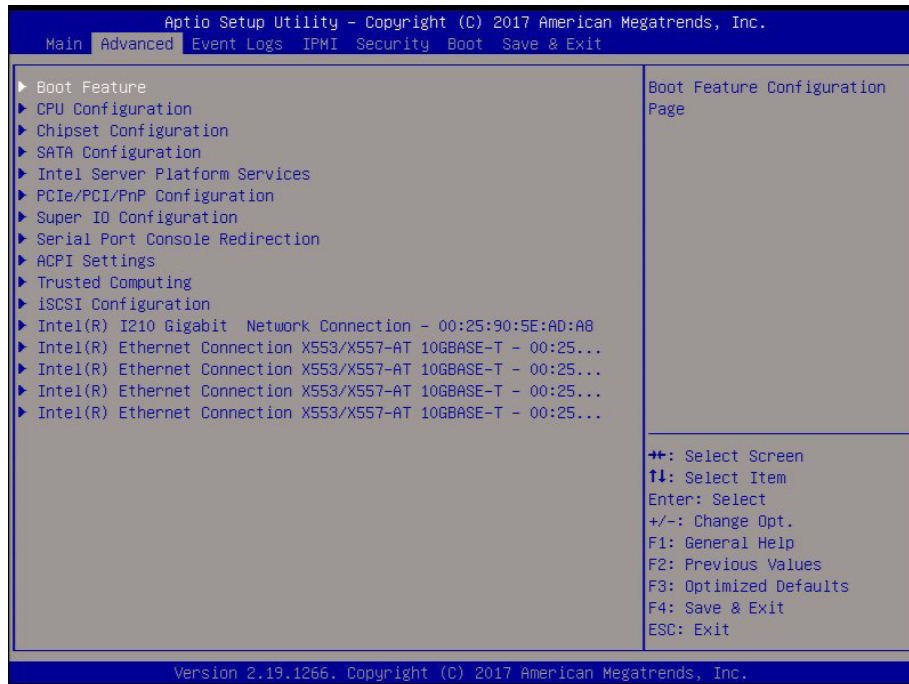 Aptio Setup Utility – Copyright (C) 2017 American Megatrends, Inc.
Main Advanced Event Logs IPMI Security Boot Save & Exit
▶ Boot Feature
▶ CPU Configuration
▶ Chipset Configuration
▶ SATA Configuration
▶ Intel Server Platform Services
▶ PCIe/PCI/PnP Configuration
▶ Super IO Configuration
▶ Serial Port Console Redirection
▶ ACPI Settings
▶ Trusted Computing
▶ iSCSI Configuration
▶ Intel(R) I210 Gigabit  Network Connection – 00:25:90:5E:AD:A8
▶ Intel(R) Ethernet Connection X553/X557-AT 10GBASE-T – 00:25...
▶ Intel(R) Ethernet Connection X553/X557-AT 10GBASE-T – 00:25...
▶ Intel(R) Ethernet Connection X553/X557-AT 10GBASE-T – 00:25...
▶ Intel(R) Ethernet Connection X553/X557-AT 10GBASE-T – 00:25...
Boot Feature Configuration
Page
→←: Select Screen
↑↓: Select Item
Enter: Select
+/-: Change Opt.
F1: General Help
F2: Previous Values
F3: Optimized Defaults
F4: Save & Exit
ESC: Exit
Version 2.19.1266. Copyright (C) 2017 American Megatrends, Inc.